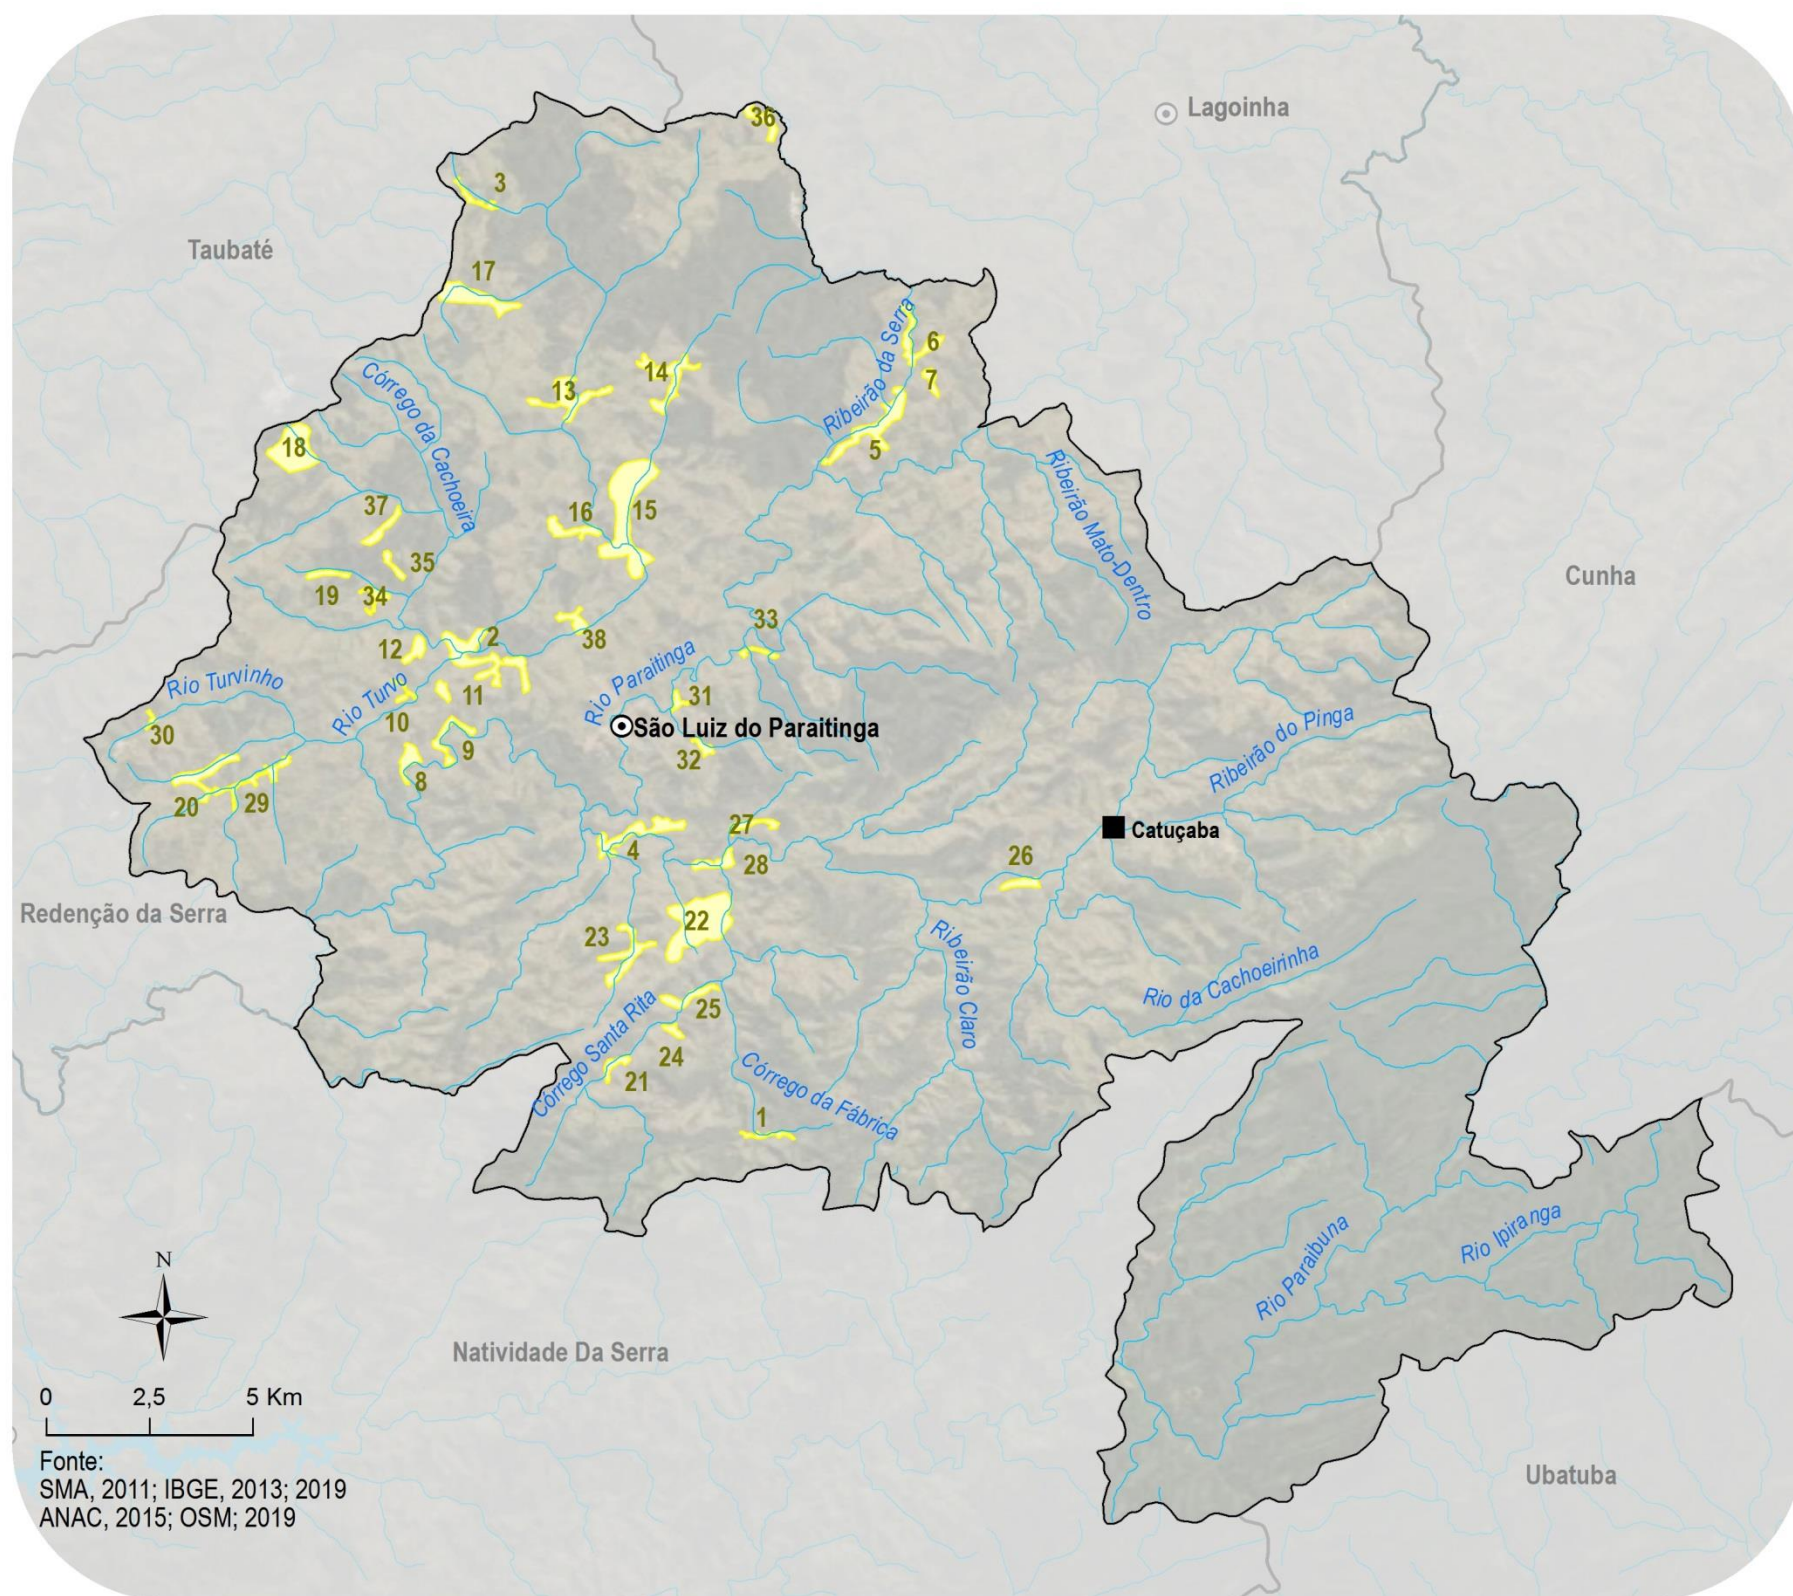 36
Lagoinha
3
Taubaté
17
Ribeirão da Serra
6
14
7
13
Córrego da Cachoeira
18
5
Ribeirão Mato-Dentro
37
16
15
35
Cunha
19
34
33
2
38
12
Rio Paraitinga
Rio Turvinho
Rio Turvo
11
31
10
30
São Luiz do Paraitinga
Ribeirão do Pinga
9
32
8
20
29
27
Catuçaba
4
28
26
Redenção da Serra
22
23
Ribeirão Claro
Rio da Cachoeirinha
25
Córrego Santa Rita
24
21
Córrego da Fábrica
1
Rio Paraibuna
Rio Ipiranga
N
Natividade Da Serra
0 2,5 5 Km
Fonte:
SMA, 2011; IBGE, 2013; 2019
ANAC, 2015; OSM; 2019
Ubatuba